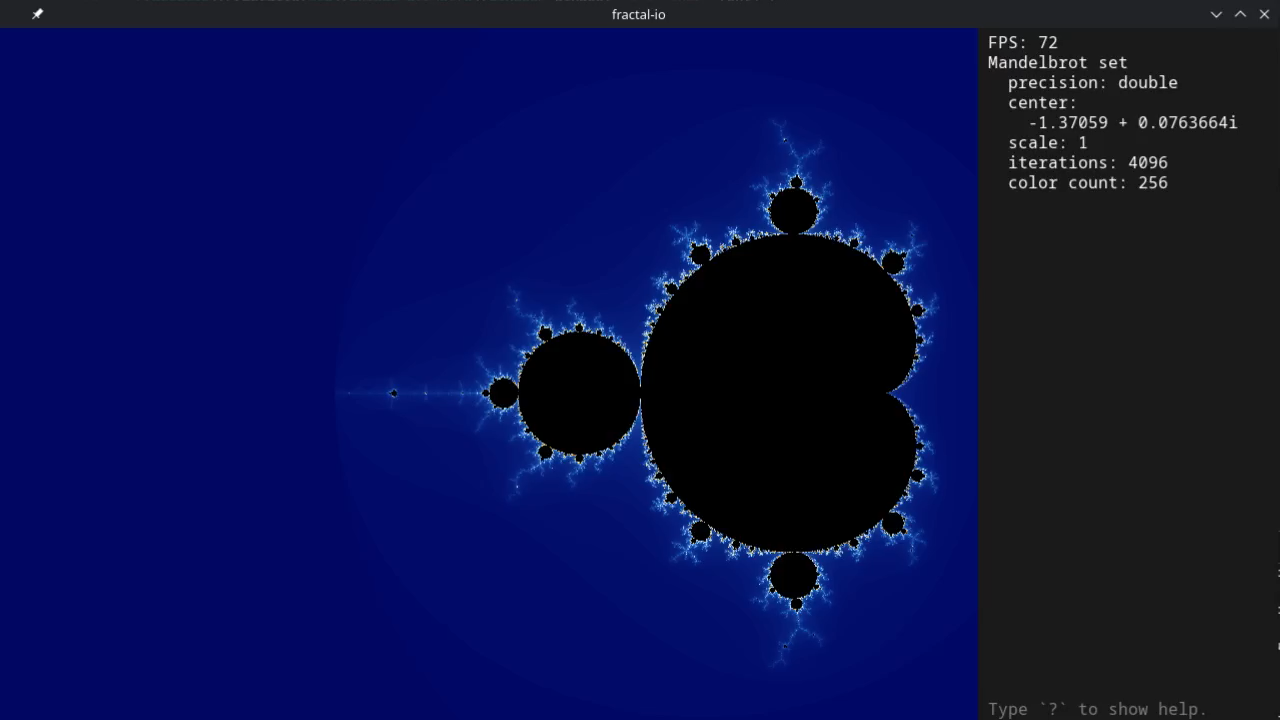 fractal-io
FPS: 72
Mandelbrot set
precision: double
center:
-1.37059 + 0.0763664i
scale: 1
iterations: 4096
color count: 256
Type `?` to show help.